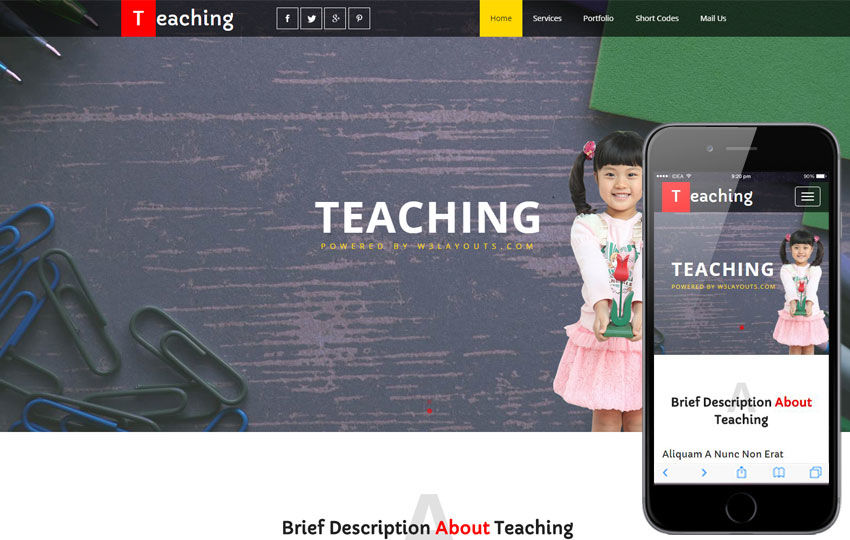 Teaching
Home Services Portfolio Short Codes Mail Us
TEACHING
POWERED BY W3LAYOUTS.COM
A
Brief Description About Teaching
IDEA 9:20 pm 90%
Teaching
TEACHING
POWERED BY W3LAYOUTS.COM
A
Brief Description About
Teaching
Aliquam A Nunc Non Erat